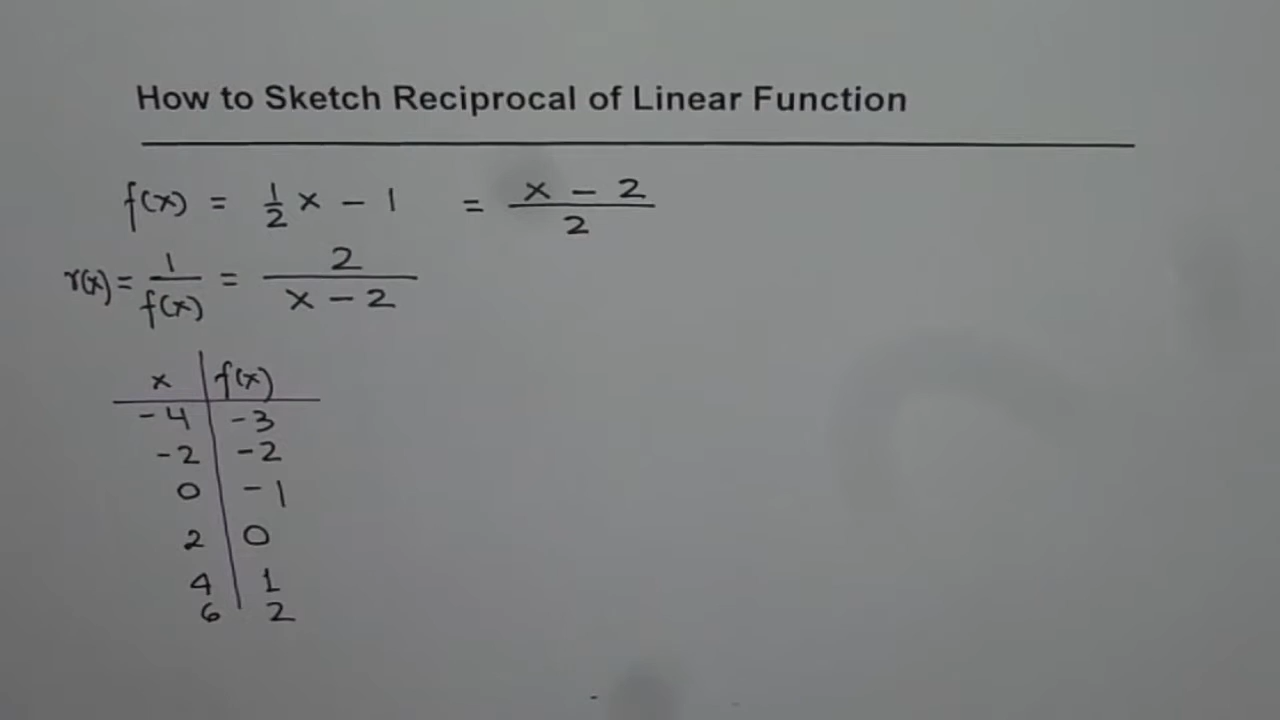 How to Sketch Reciprocal of Linear Function
f(x) = 1/2 x - 1 = (x - 2)/2
r(x) = 1/f(x) = 2/(x - 2)
x | f(x)
-4 | -3
-2 | -2
0 | -1
2 | 0
4 | 1
6 | 2